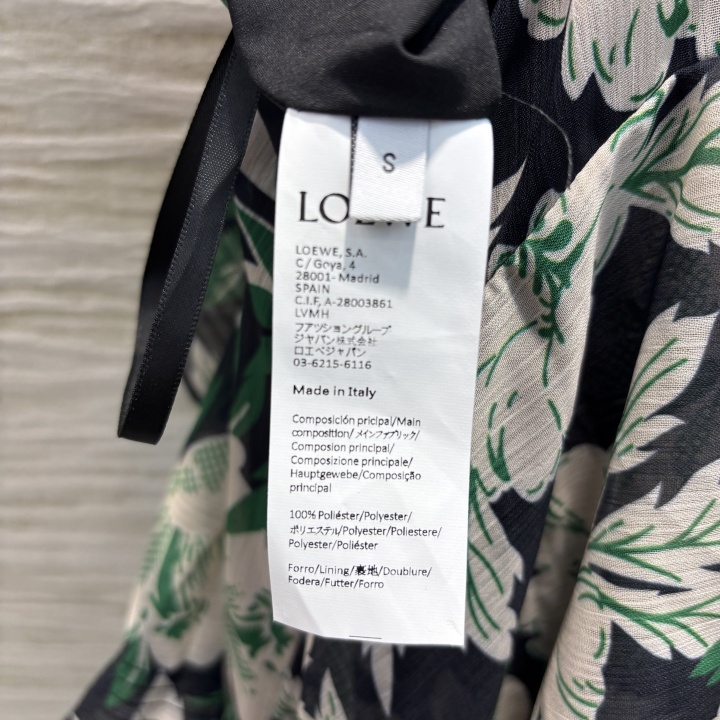 S
LOEWE
LOEWE, S.A.
C/ Goya, 4
28001- Madrid
SPAIN
C.I.F, A-28003861
LVMH
フアツショングループ
ジャパン株式会社
ロエベジャパン
03-6215-6116
Made in Italy
Composición pricipal/Main
composition/メインファブリック/
Composion principal/
Composizione principale/
Hauptgewebe/Composição
principal
100% Poliéster/Polyester/
ポリエステル/Polyester/Poliestere/
Polyester/Poliéster
Forro/Lining/裏地/Doublure/
Fodera/Futter/Forro